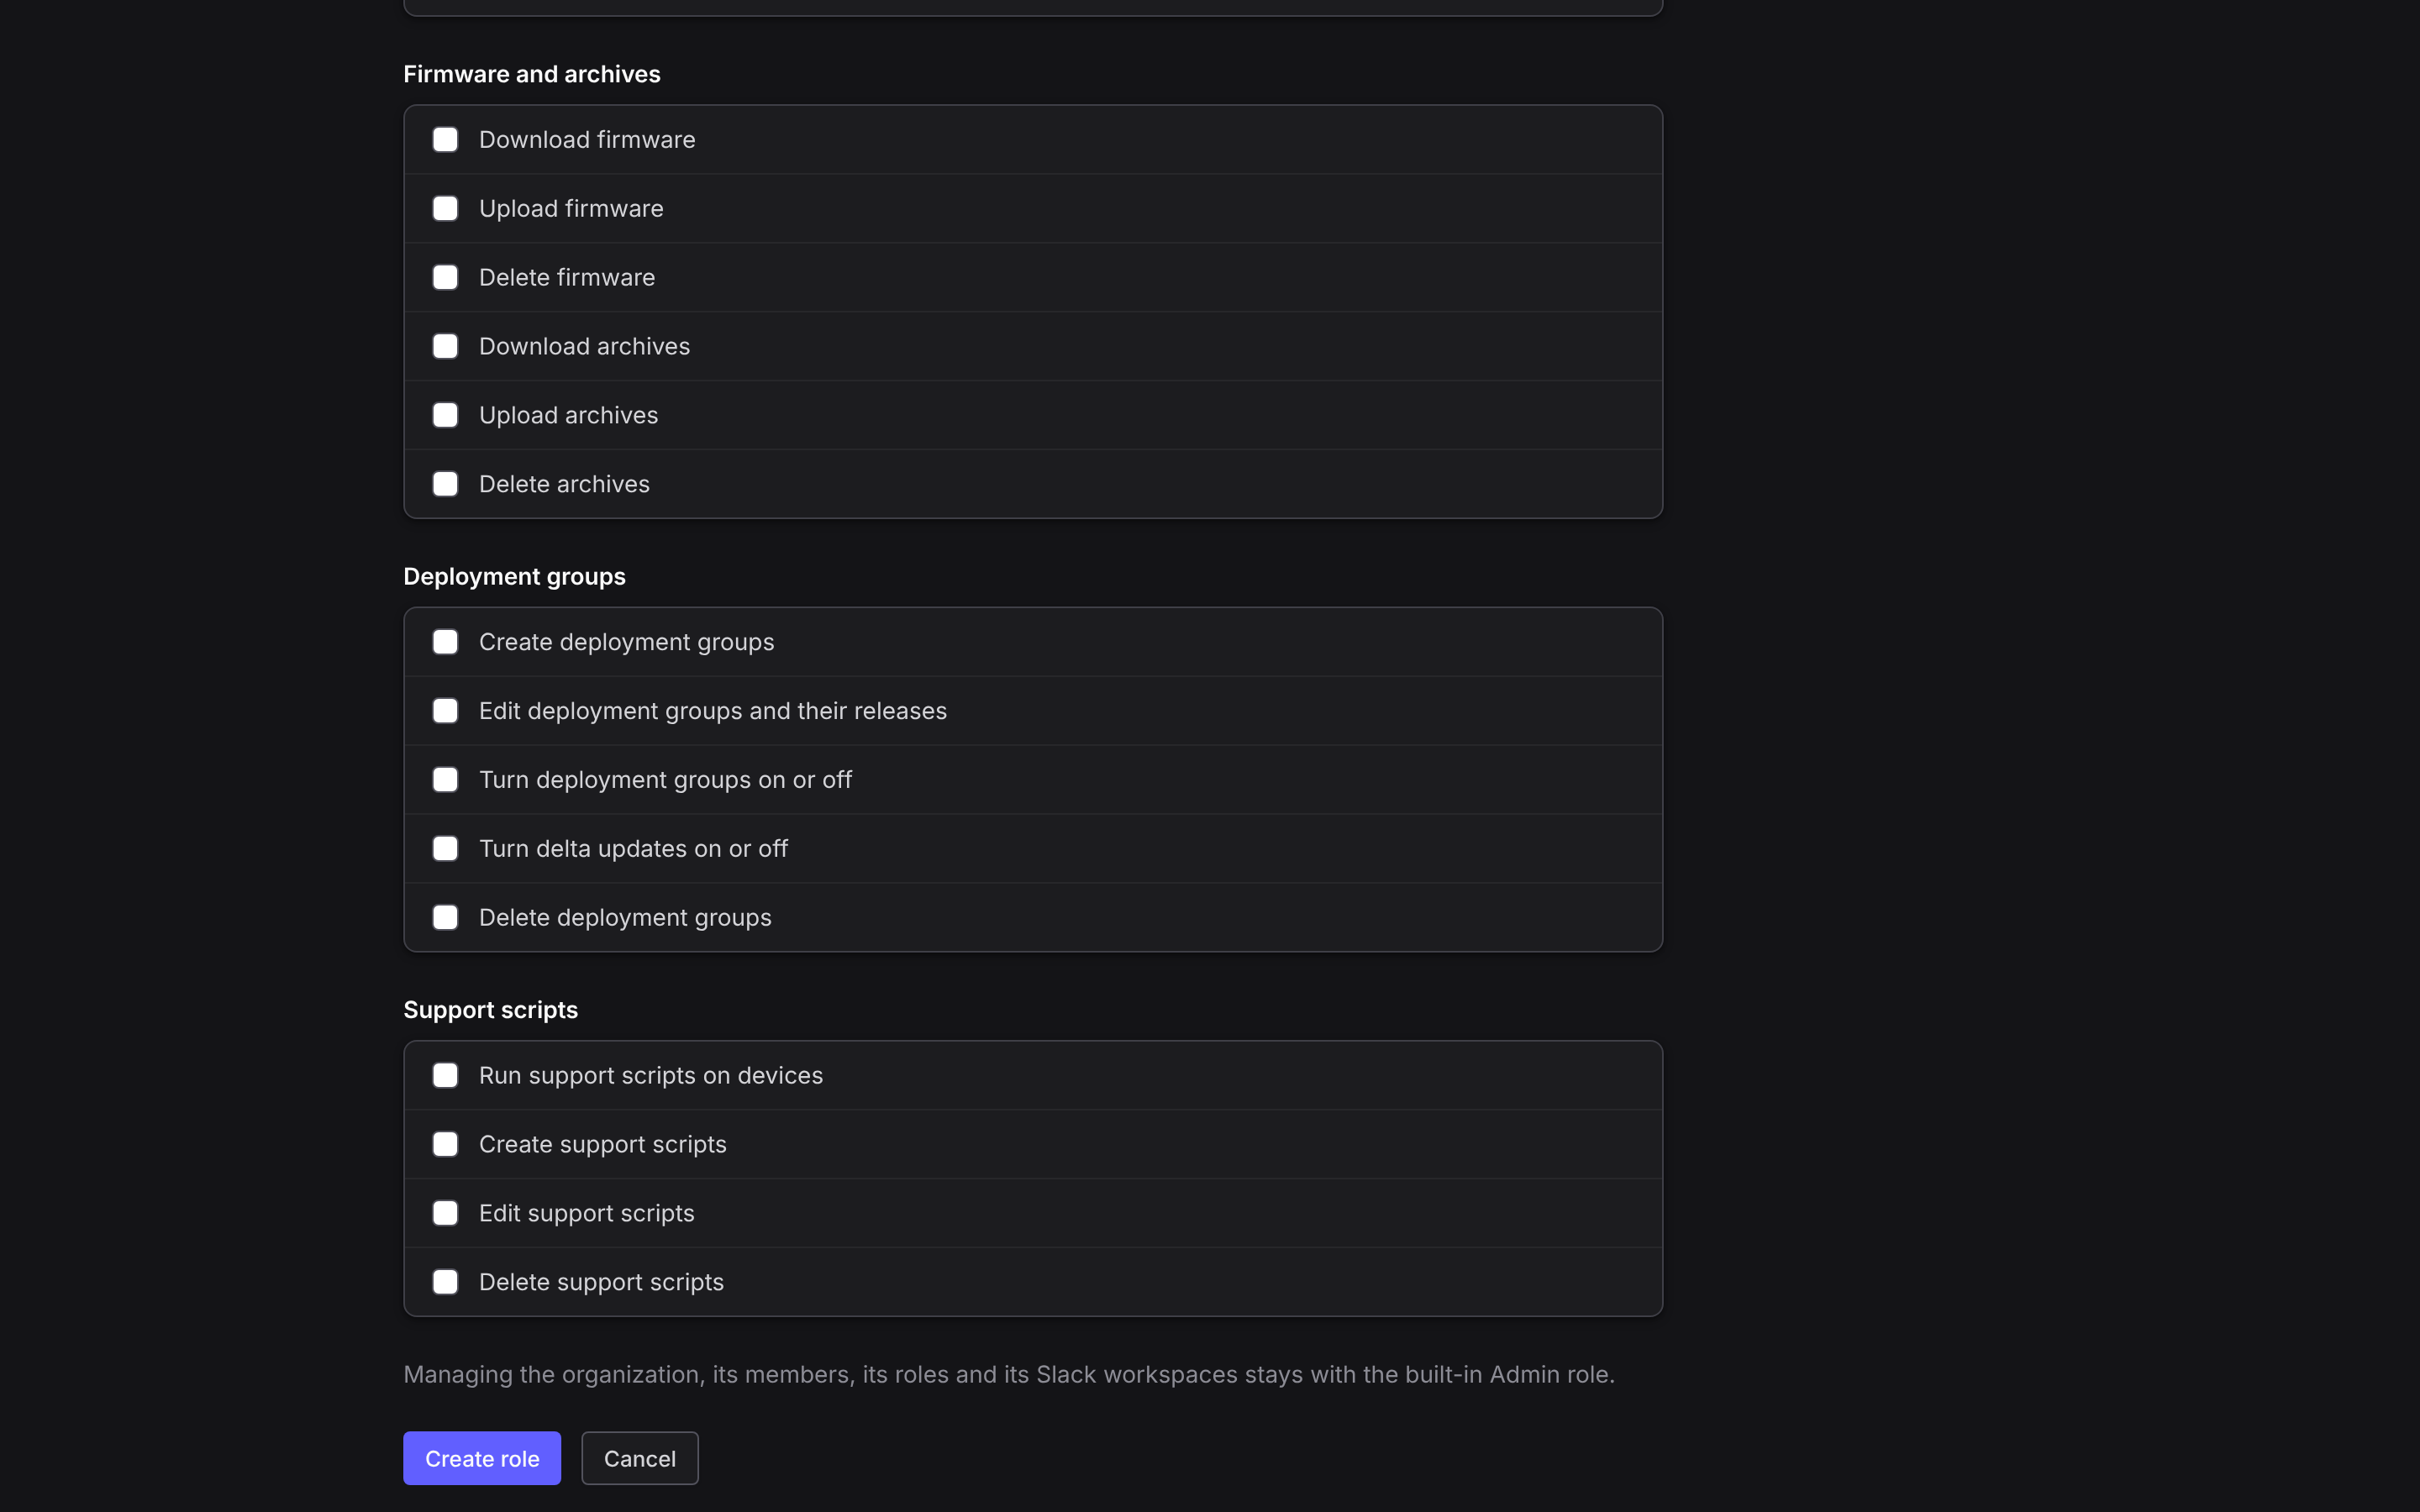 Firmware and archives
Download firmware
Upload firmware
Delete firmware
Download archives
Upload archives
Delete archives
Deployment groups
Create deployment groups
Edit deployment groups and their releases
Turn deployment groups on or off
Turn delta updates on or off
Delete deployment groups
Support scripts
Run support scripts on devices
Create support scripts
Edit support scripts
Delete support scripts
Managing the organization, its members, its roles and its Slack workspaces stays with the built-in Admin role.
Create role
Cancel